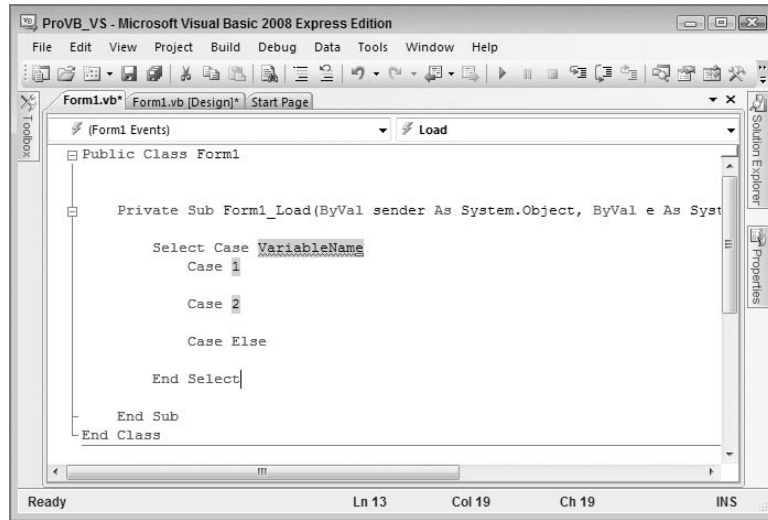 ProVB_VS - Microsoft Visual Basic 2008 Express Edition
File Edit View Project Build Debug Data Tools Window Help
Form1.vb* Form1.vb [Design]* Start Page
Toolbox
(Form1 Events) Load
Public Class Form1
Private Sub Form1_Load(ByVal sender As System.Object, ByVal e As Syst
Select Case VariableName
Case 1
Case 2
Case Else
End Select
End Sub
End Class
Solution Explorer
Properties
Ready Ln 13 Col 19 Ch 19 INS